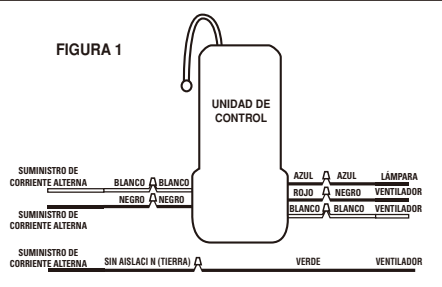 FIGURA 1
UNIDAD DE
CONTROL
SUMINISTRO DE
CORRIENTE ALTERNA
BLANCO BLANCO
NEGRO NEGRO
SUMINISTRO DE
CORRIENTE ALTERNA
AZUL AZUL LÁMPARA
ROJO NEGRO VENTILADOR
BLANCO BLANCO VENTILADOR
SUMINISTRO DE
CORRIENTE ALTERNA
SIN AISLACI N (TIERRA) VERDE VENTILADOR